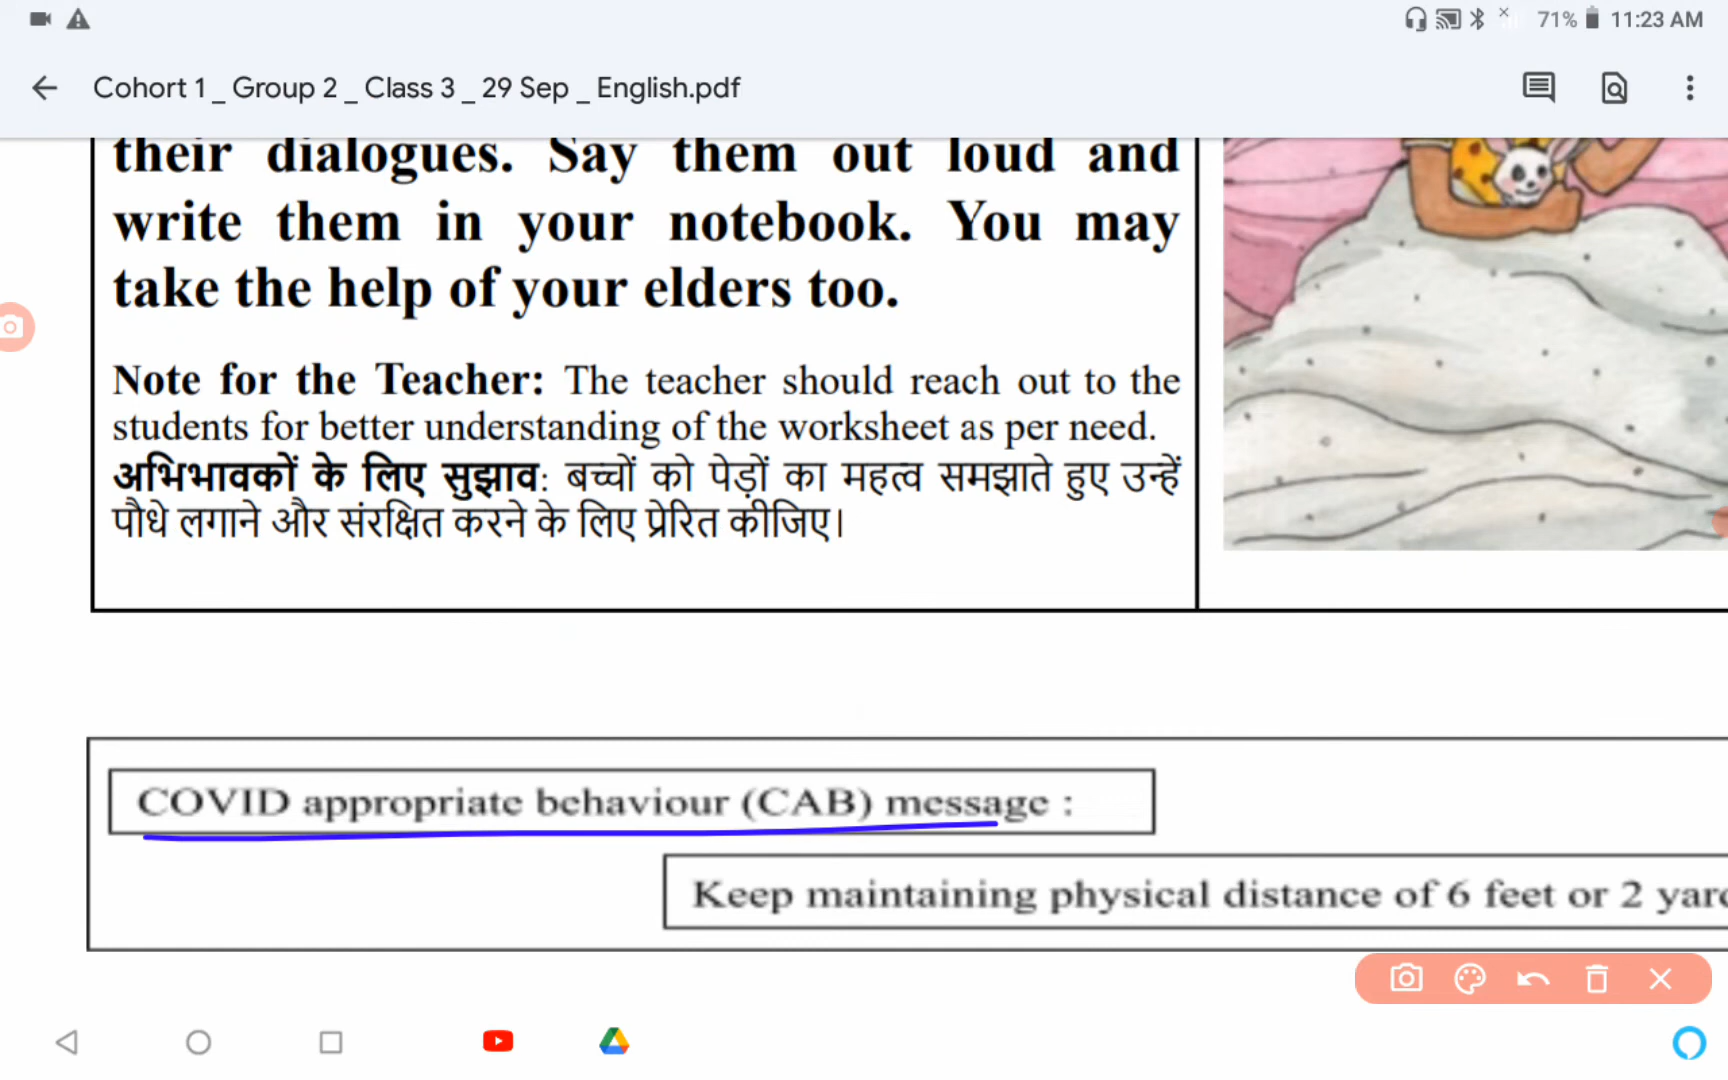 71% 11:23 AM
Cohort 1 _ Group 2 _ Class 3 _ 29 Sep _ English.pdf
their dialogues. Say them out loud and
write them in your notebook. You may
take the help of your elders too.
Note for the Teacher: The teacher should reach out to the
students for better understanding of the worksheet as per need.
अभिभावकों के लिए सुझाव: बच्चों को पेड़ों का महत्व समझाते हुए उन्हें
पौधे लगाने और संरक्षित करने के लिए प्रेरित कीजिए।
COVID appropriate behaviour (CAB) message :
Keep maintaining physical distance of 6 feet or 2